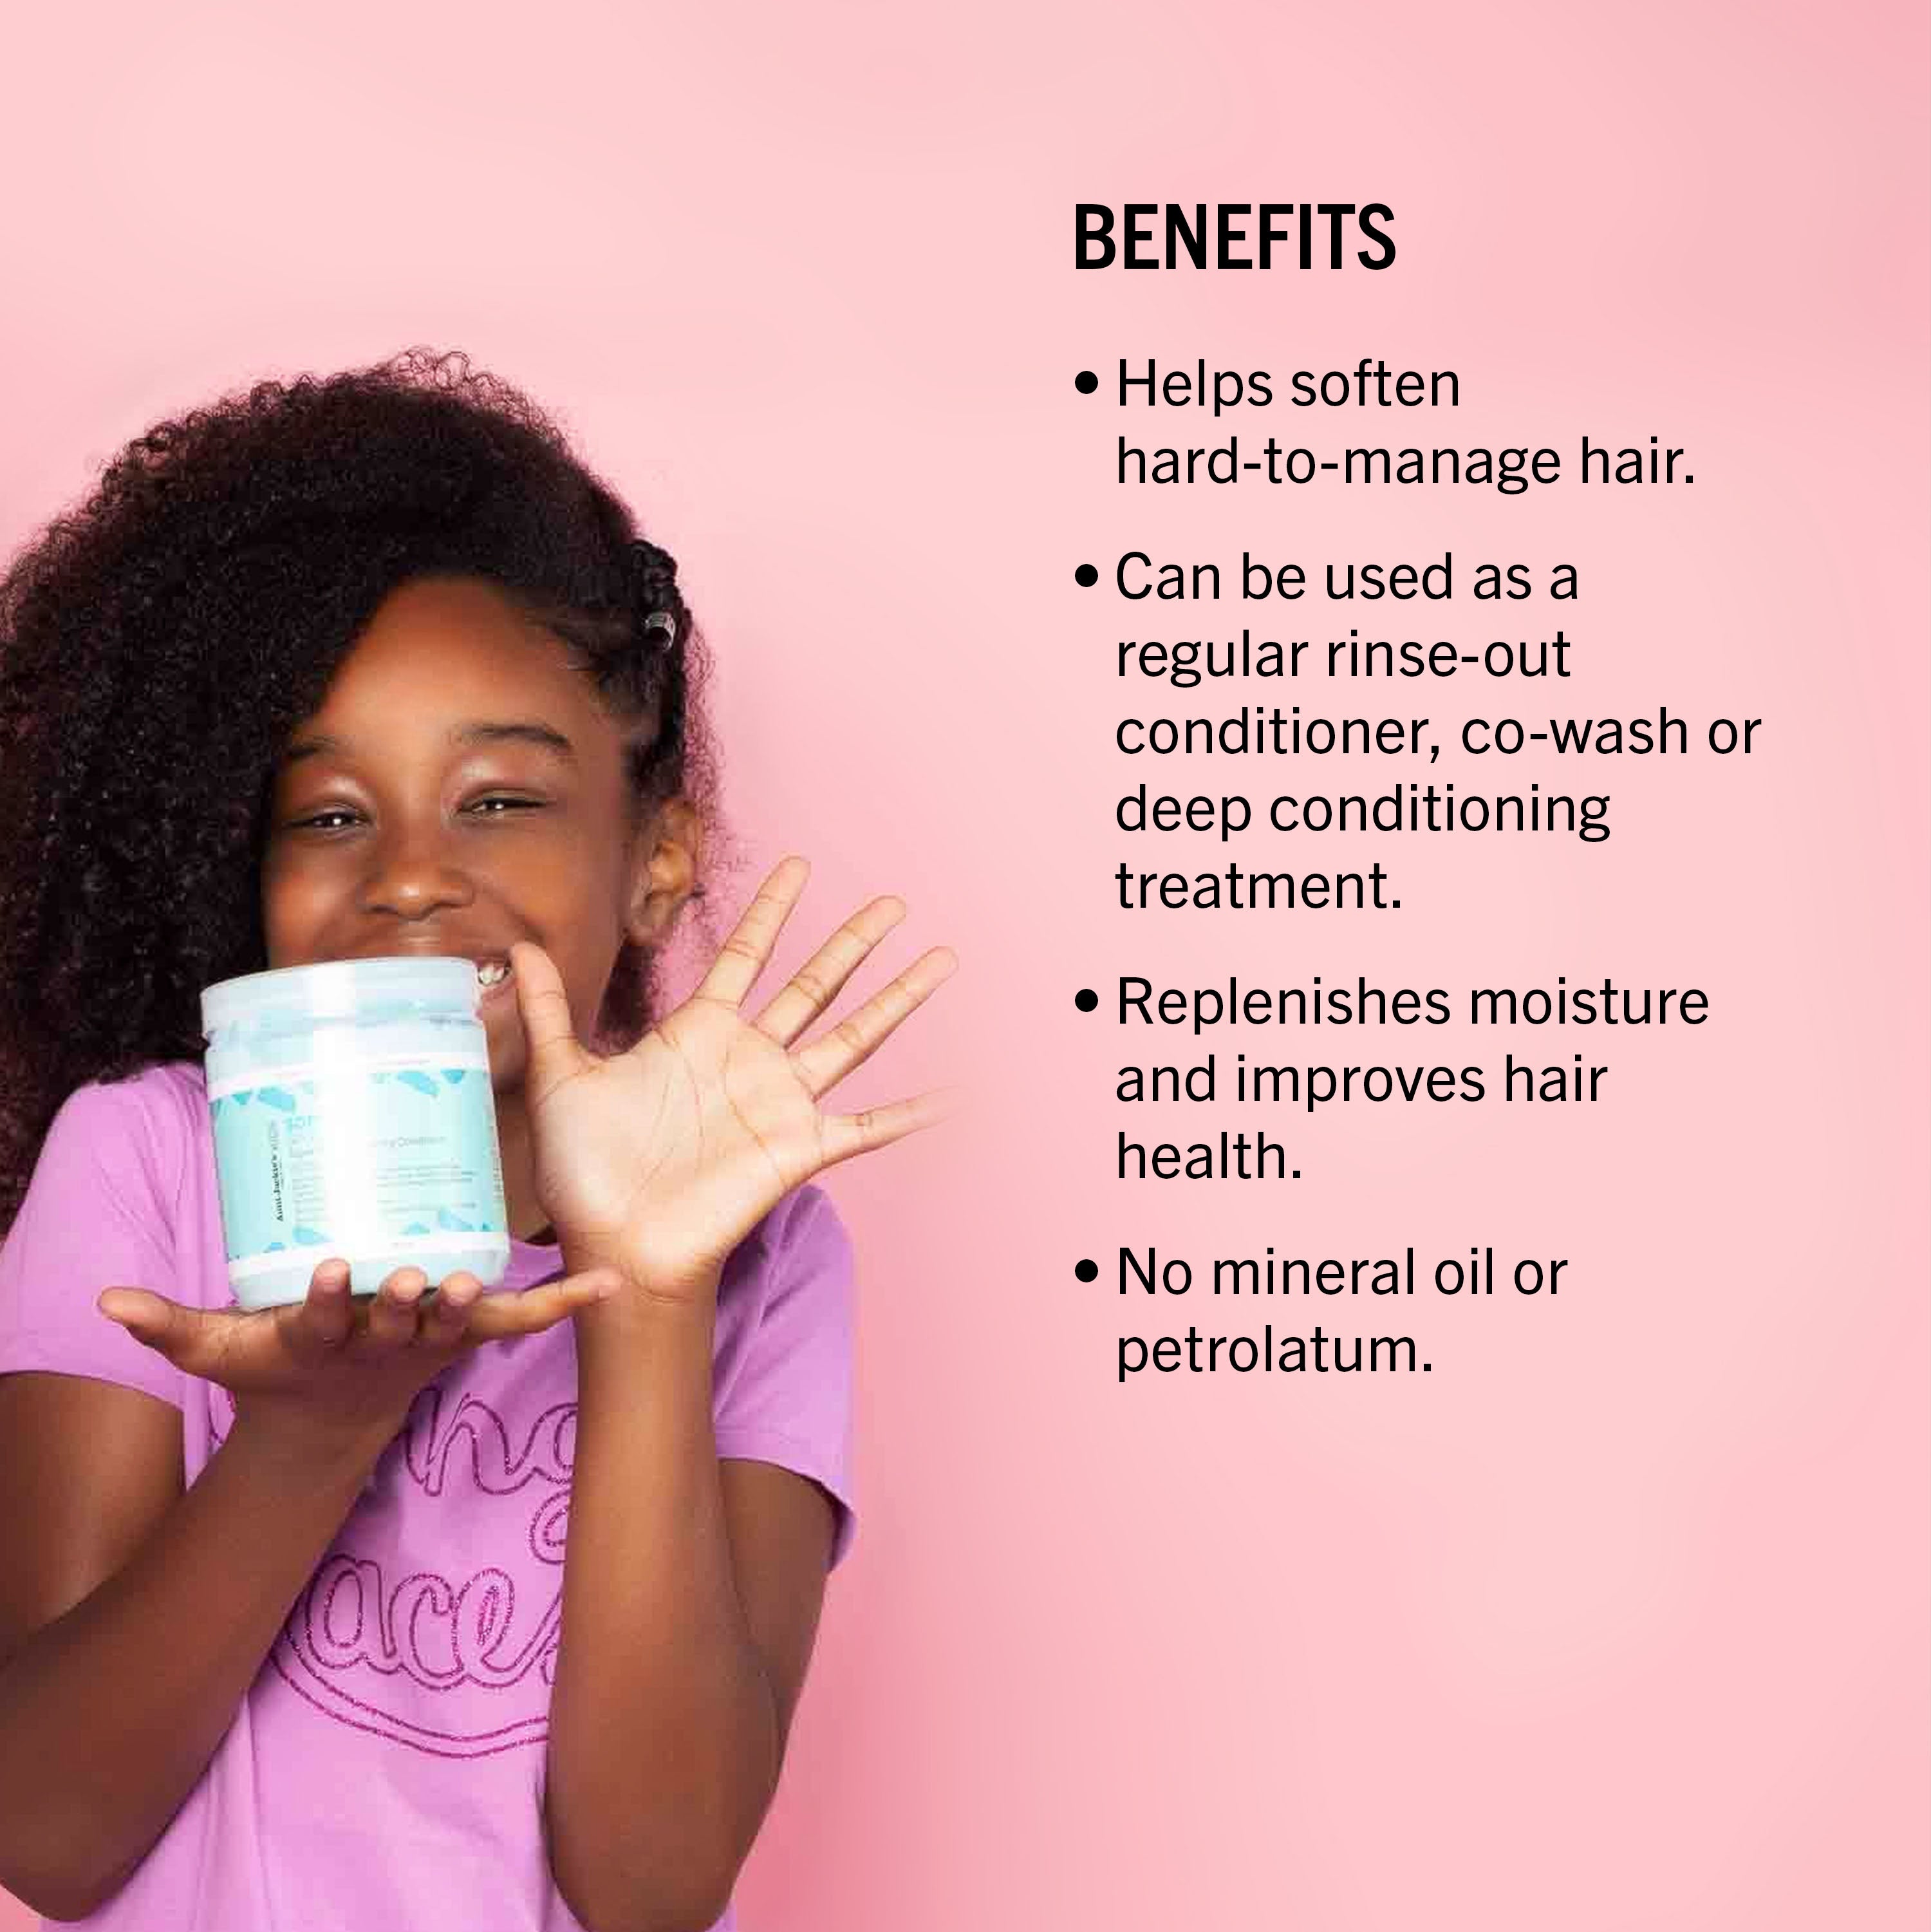 BENEFITS
• Helps soften
hard-to-manage hair.
• Can be used as a
regular rinse-out
conditioner, co-wash or
deep conditioning
treatment.
• Replenishes moisture
and improves hair
health.
• No mineral oil or
petrolatum.
Aunt Jackie's